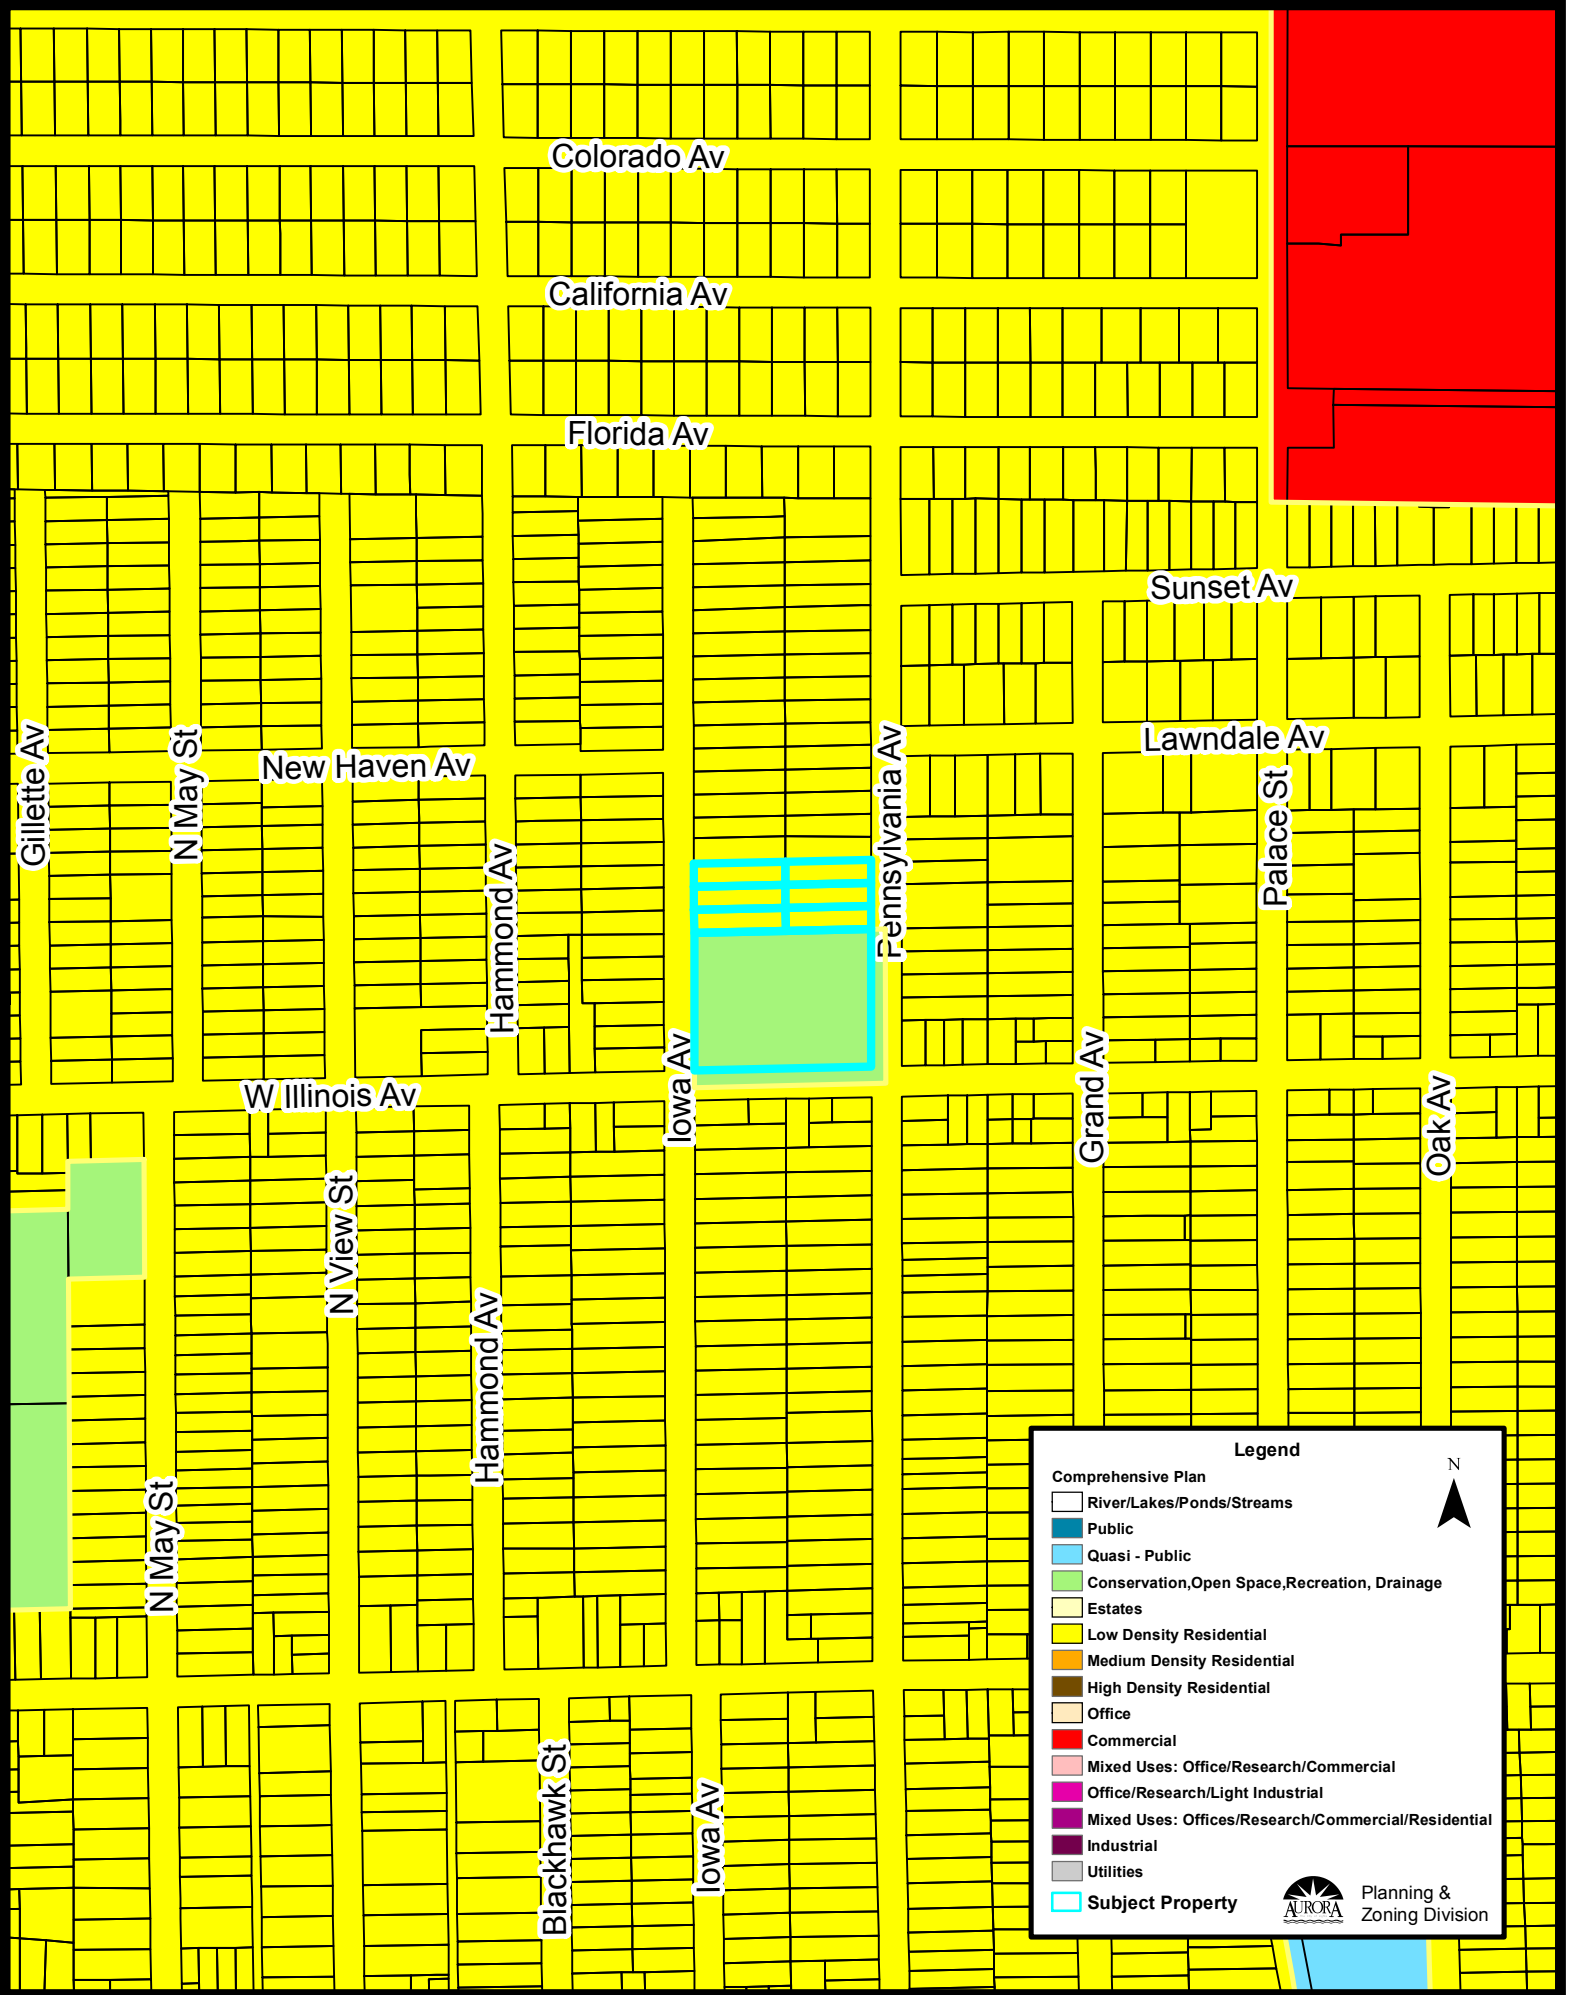 Colorado Av
California Av
Florida Av
Sunset Av
Lawndale Av
Gillette Av
N May St
New Haven Av
Hammond Av
Pennsylvania Av
Palace St
W Illinois Av
Iowa Av
Grand Av
Oak Av
N View St
Hammond Av
N May St
Blackhawk St
Iowa Av
Legend
N
Comprehensive Plan
River/Lakes/Ponds/Streams
Public
Quasi - Public
Conservation,Open Space,Recreation, Drainage
Estates
Low Density Residential
Medium Density Residential
High Density Residential
Office
Commercial
Mixed Uses: Office/Research/Commercial
Office/Research/Light Industrial
Mixed Uses: Offices/Research/Commercial/Residential
Industrial
Utilities
Subject Property
AURORA
Planning &
Zoning Division